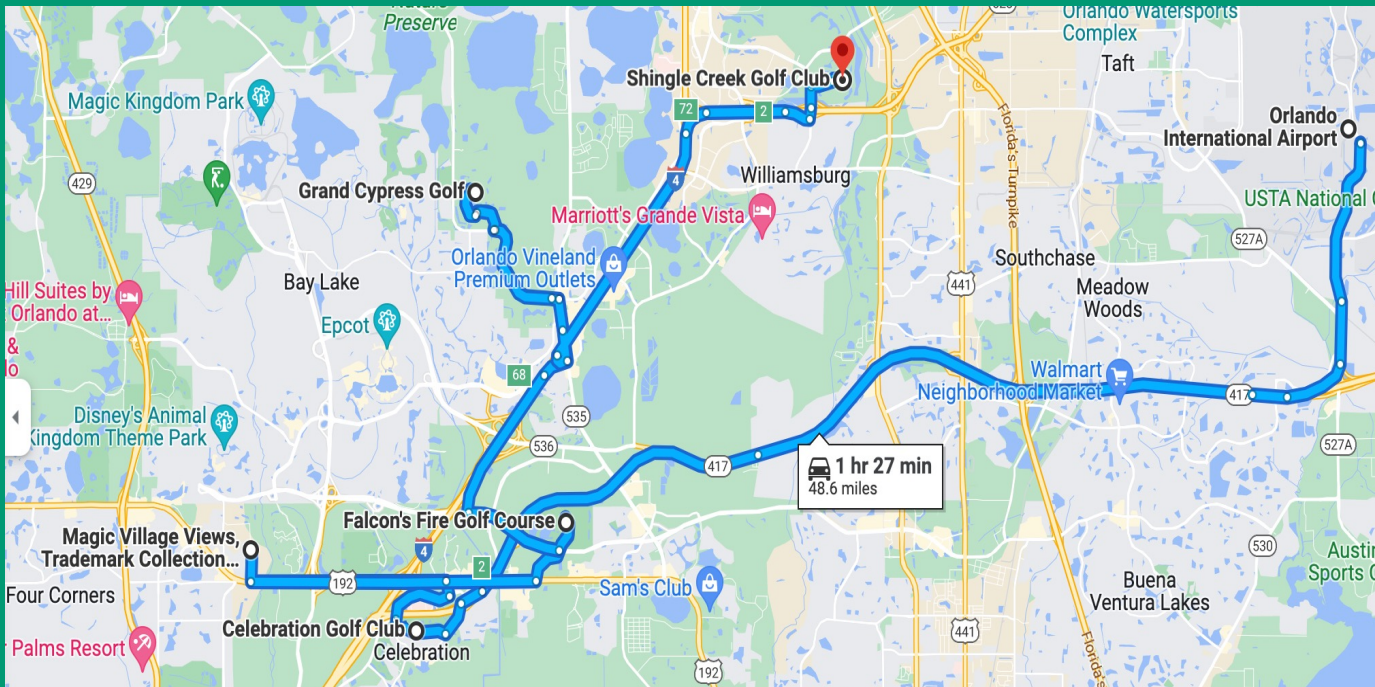 Preserve
Orlando Watersports
Complex
Taft
Shingle Creek Golf Club
Magic Kingdom Park
72
2
Orlando
International Airport
Florida's Turnpike
4
Williamsburg
429
Grand Cypress Golf
Marriott's Grande Vista
USTA National
527A
Orlando Vineland
Premium Outlets
Southchase
441
Bay Lake
Hill Suites by
Orlando at...
Meadow
Woods
Epcot
&
68
Walmart
Neighborhood Market
417
Disney's Animal
Kingdom Theme Park
535
536
527A
417
1 hr 27 min
48.6 miles
Falcon's Fire Golf Course
Magic Village Views,
Trademark Collection...
4
530
2
192
Four Corners
Sam's Club
Buena
Ventura Lakes
Austin
Sports
Celebration Golf Club
Celebration
441
Palms Resort
192
Florida's